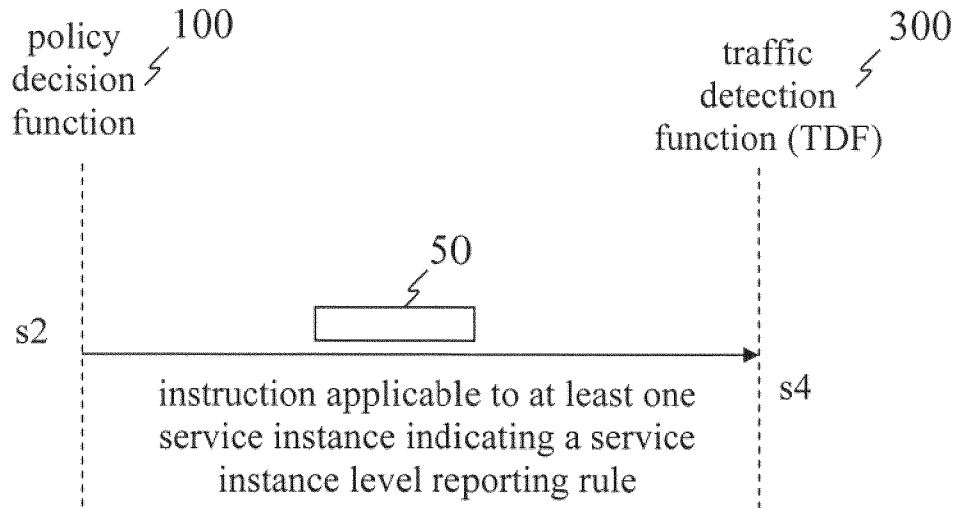 policy
decision
function
100
traffic
detection
function (TDF)
300
50
s2
s4
instruction applicable to at least one
service instance indicating a service
instance level reporting rule